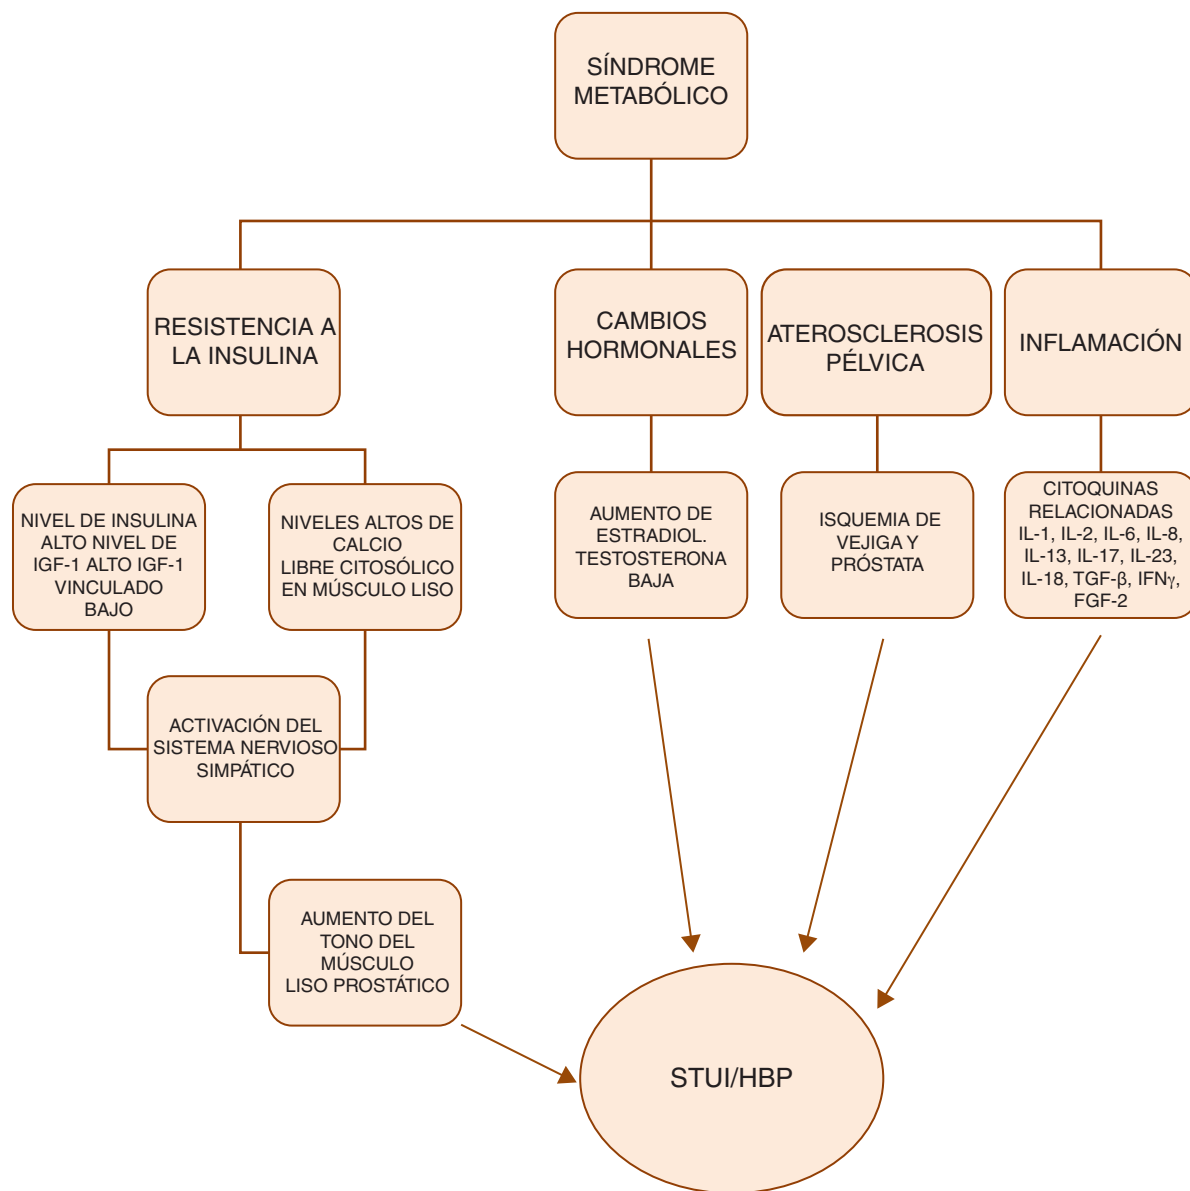 SÍNDROME
METABÓLICO
RESISTENCIA A
LA INSULINA
CAMBIOS
HORMONALES
ATEROSCLEROSIS
PÉLVICA
INFLAMACIÓN
NIVEL DE INSULINA
ALTO NIVEL DE
IGF-1 ALTO IGF-1
VINCULADO
BAJO
NIVELES ALTOS DE
CALCIO
LIBRE CITOSÓLICO
EN MÚSCULO LISO
AUMENTO DE
ESTRADIOL.
TESTOSTERONA
BAJA
ISQUEMIA DE
VEJIGA Y
PRÓSTATA
CITOQUINAS
RELACIONADAS
IL-1, IL-2, IL-6, IL-8,
IL-13, IL-17, IL-23,
IL-18, TGF-β, IFNγ,
FGF-2
ACTIVACIÓN DEL
SISTEMA NERVIOSO
SIMPÁTICO
AUMENTO DEL
TONO DEL
MÚSCULO
LISO PROSTÁTICO
STUI/HBP